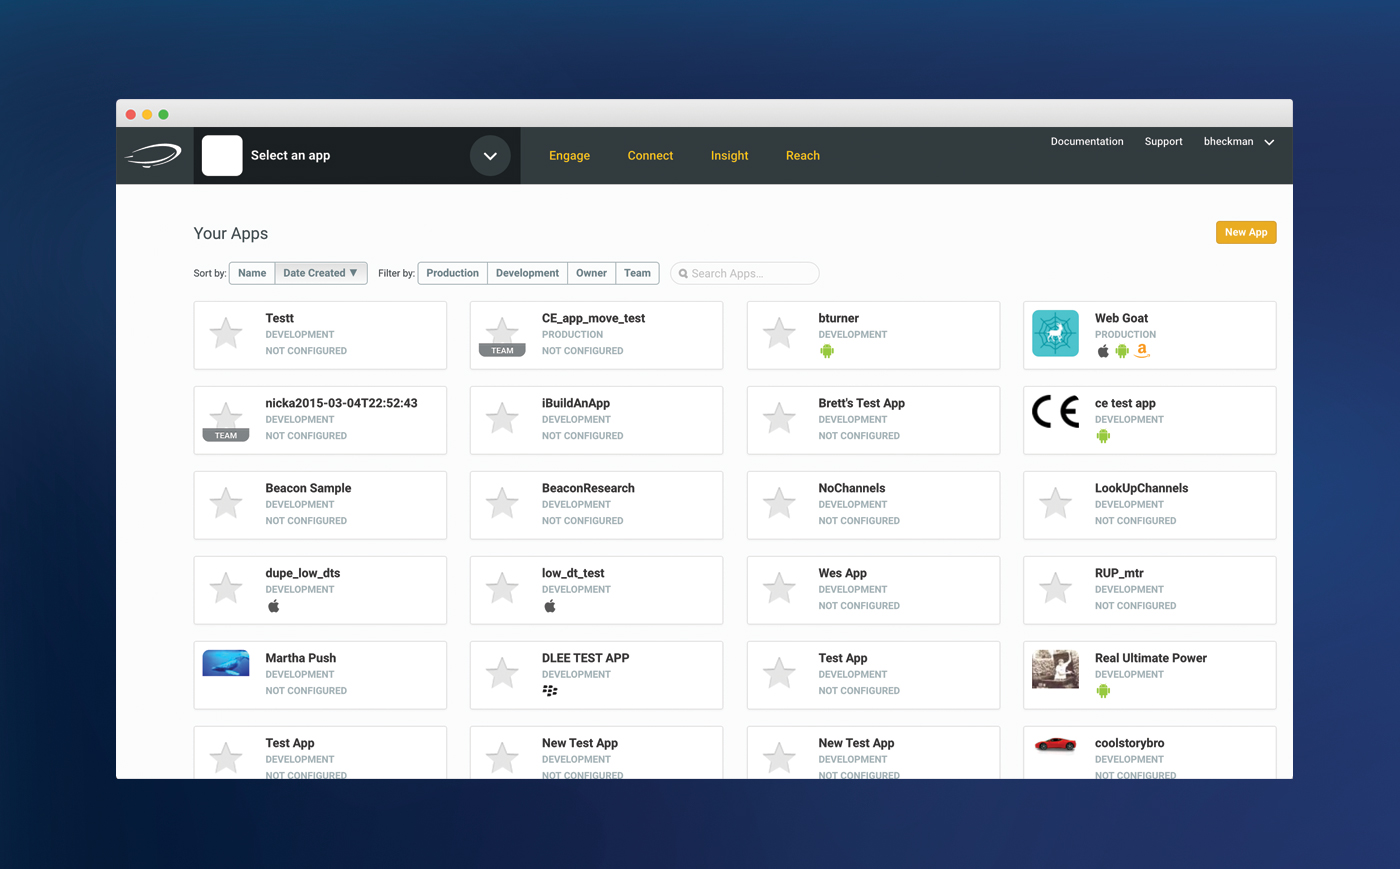 Select an app
Engage
Connect
Insight
Reach
Documentation
Support
bheckman
Your Apps
New App
Sort by: Name Date Created ▼ Filter by: Production Development Owner Team Search Apps...
Testt
DEVELOPMENT
NOT CONFIGURED
CE_app_move_test
PRODUCTION
NOT CONFIGURED
TEAM
bturner
DEVELOPMENT
Web Goat
PRODUCTION
nicka2015-03-04T22:52:43
DEVELOPMENT
NOT CONFIGURED
TEAM
iBuildAnApp
DEVELOPMENT
NOT CONFIGURED
Brett's Test App
DEVELOPMENT
NOT CONFIGURED
CE
ce test app
DEVELOPMENT
Beacon Sample
DEVELOPMENT
NOT CONFIGURED
BeaconResearch
DEVELOPMENT
NOT CONFIGURED
NoChannels
DEVELOPMENT
NOT CONFIGURED
LookUpChannels
DEVELOPMENT
NOT CONFIGURED
dupe_low_dts
DEVELOPMENT
low_dt_test
DEVELOPMENT
Wes App
DEVELOPMENT
NOT CONFIGURED
RUP_mtr
DEVELOPMENT
NOT CONFIGURED
Martha Push
DEVELOPMENT
NOT CONFIGURED
DLEE TEST APP
DEVELOPMENT
Test App
DEVELOPMENT
NOT CONFIGURED
Real Ultimate Power
DEVELOPMENT
Test App
DEVELOPMENT
NOT CONFIGURED
New Test App
DEVELOPMENT
NOT CONFIGURED
New Test App
DEVELOPMENT
NOT CONFIGURED
coolstorybro
DEVELOPMENT
NOT CONFIGURED